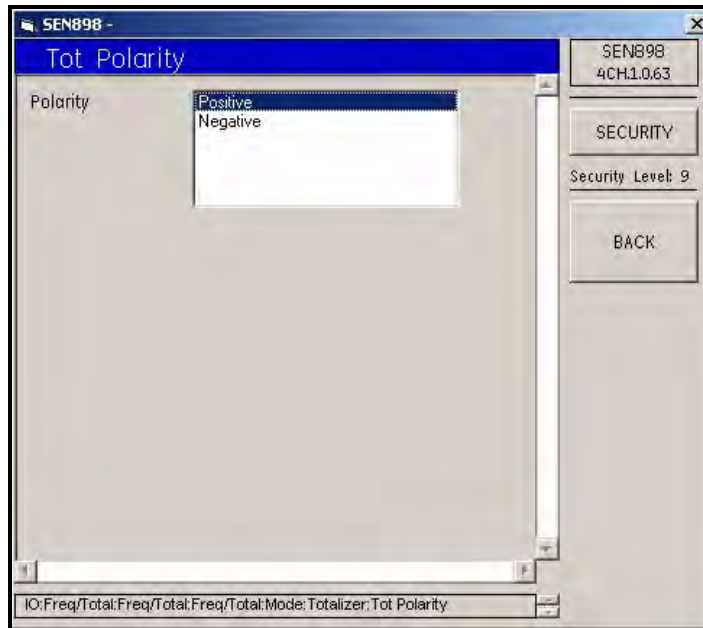 SEN898 -
Tot Polarity
SEN898
4CH.1.0.63
Polarity
Positive
Negative
SECURITY
Security Level: 9
BACK
IO:Freq/Total:Freq/Total:Freq/Total:Mode:Totalizer:Tot Polarity